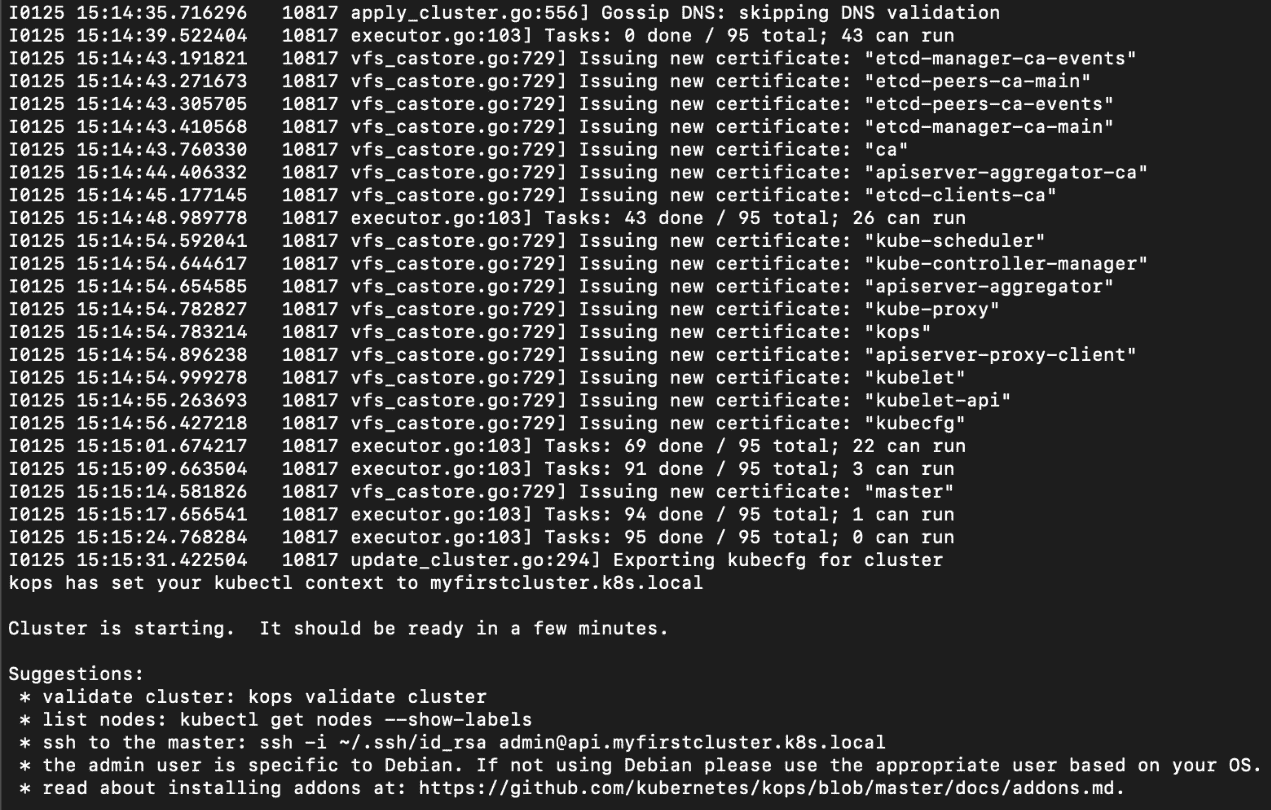 I0125 15:14:35.716296   10817 apply_cluster.go:556] Gossip DNS: skipping DNS validation
I0125 15:14:39.522404   10817 executor.go:103] Tasks: 0 done / 95 total; 43 can run
I0125 15:14:43.191821   10817 vfs_castore.go:729] Issuing new certificate: "etcd-manager-ca-events"
I0125 15:14:43.271673   10817 vfs_castore.go:729] Issuing new certificate: "etcd-peers-ca-main"
I0125 15:14:43.305705   10817 vfs_castore.go:729] Issuing new certificate: "etcd-peers-ca-events"
I0125 15:14:43.410568   10817 vfs_castore.go:729] Issuing new certificate: "etcd-manager-ca-main"
I0125 15:14:43.760330   10817 vfs_castore.go:729] Issuing new certificate: "ca"
I0125 15:14:44.406332   10817 vfs_castore.go:729] Issuing new certificate: "apiserver-aggregator-ca"
I0125 15:14:45.177145   10817 vfs_castore.go:729] Issuing new certificate: "etcd-clients-ca"
I0125 15:14:48.989778   10817 executor.go:103] Tasks: 43 done / 95 total; 26 can run
I0125 15:14:54.592041   10817 vfs_castore.go:729] Issuing new certificate: "kube-scheduler"
I0125 15:14:54.644617   10817 vfs_castore.go:729] Issuing new certificate: "kube-controller-manager"
I0125 15:14:54.654585   10817 vfs_castore.go:729] Issuing new certificate: "apiserver-aggregator"
I0125 15:14:54.782827   10817 vfs_castore.go:729] Issuing new certificate: "kube-proxy"
I0125 15:14:54.783214   10817 vfs_castore.go:729] Issuing new certificate: "kops"
I0125 15:14:54.896238   10817 vfs_castore.go:729] Issuing new certificate: "apiserver-proxy-client"
I0125 15:14:54.999278   10817 vfs_castore.go:729] Issuing new certificate: "kubelet"
I0125 15:14:55.263693   10817 vfs_castore.go:729] Issuing new certificate: "kubelet-api"
I0125 15:14:56.427218   10817 vfs_castore.go:729] Issuing new certificate: "kubecfg"
I0125 15:15:01.674217   10817 executor.go:103] Tasks: 69 done / 95 total; 22 can run
I0125 15:15:09.663504   10817 executor.go:103] Tasks: 91 done / 95 total; 3 can run
I0125 15:15:14.581826   10817 vfs_castore.go:729] Issuing new certificate: "master"
I0125 15:15:17.656541   10817 executor.go:103] Tasks: 94 done / 95 total; 1 can run
I0125 15:15:24.768284   10817 executor.go:103] Tasks: 95 done / 95 total; 0 can run
I0125 15:15:31.422504   10817 update_cluster.go:294] Exporting kubecfg for cluster
kops has set your kubectl context to myfirstcluster.k8s.local

Cluster is starting.  It should be ready in a few minutes.

Suggestions:
 * validate cluster: kops validate cluster
 * list nodes: kubectl get nodes --show-labels
 * ssh to the master: ssh -i ~/.ssh/id_rsa admin@api.myfirstcluster.k8s.local
 * the admin user is specific to Debian. If not using Debian please use the appropriate user based on your OS.
 * read about installing addons at: https://github.com/kubernetes/kops/blob/master/docs/addons.md.